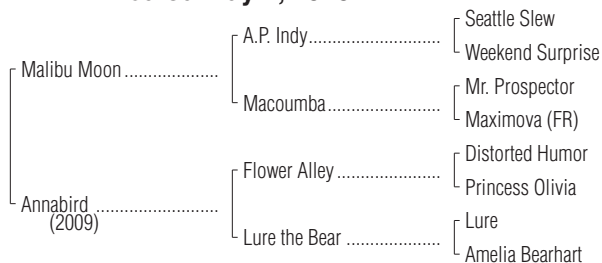 Seattle Slew
A.P. Indy
Weekend Surprise
Malibu Moon
Mr. Prospector
Macoumba
Maximova (FR)
Distorted Humor
Flower Alley
Princess Olivia
Annabird
(2009)
Lure
Lure the Bear
Amelia Bearhart